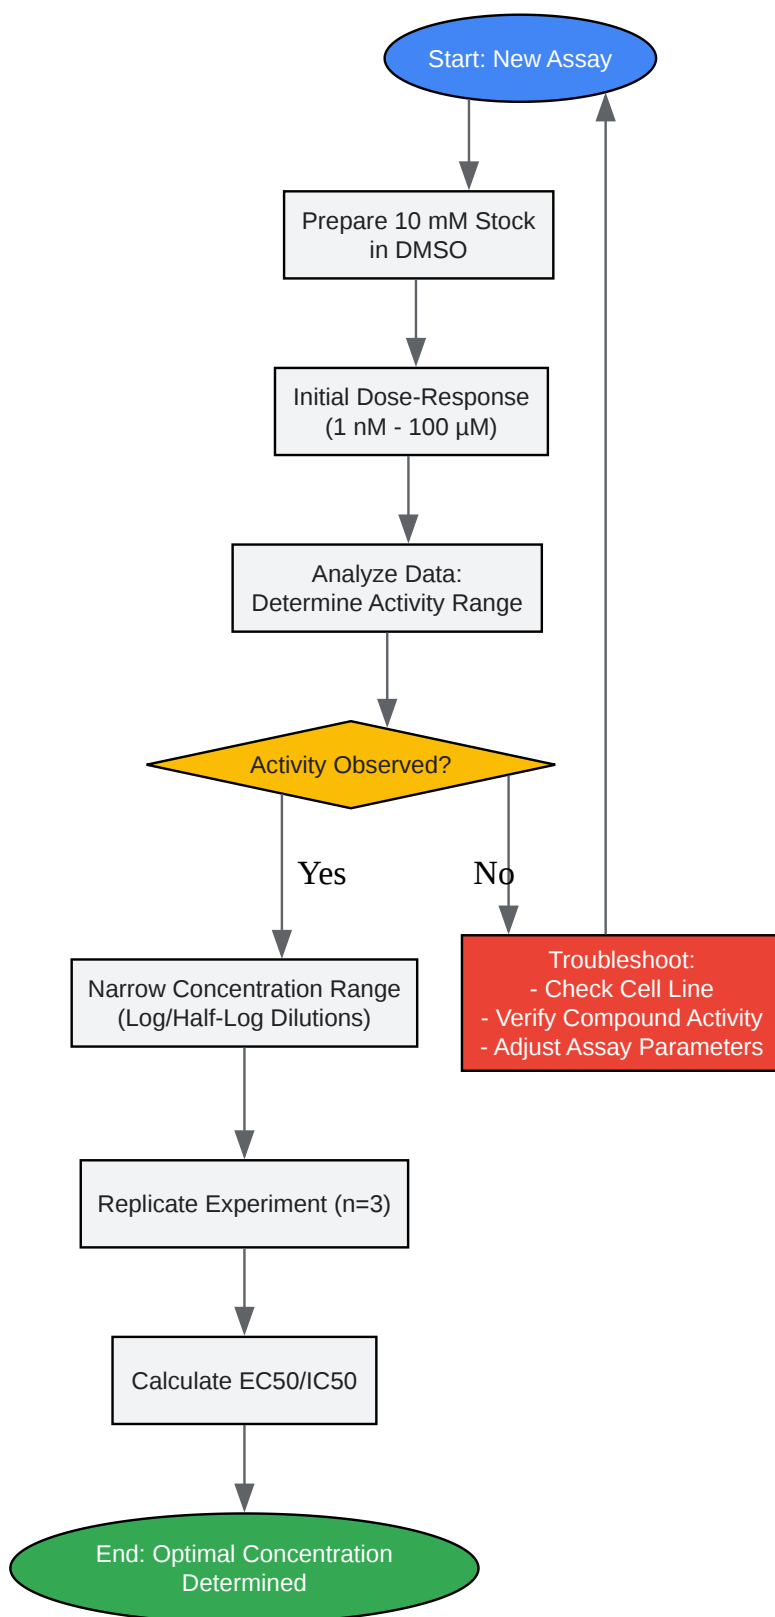 Start: New Assay
Prepare 10 mM Stock
in DMSO
Initial Dose-Response
(1 nM - 100 µM)
Analyze Data:
Determine Activity Range
Activity Observed?
Yes
No
Narrow Concentration Range
(Log/Half-Log Dilutions)
Troubleshoot:
- Check Cell Line
- Verify Compound Activity
- Adjust Assay Parameters
Replicate Experiment (n=3)
Calculate EC50/IC50
End: Optimal Concentration
Determined